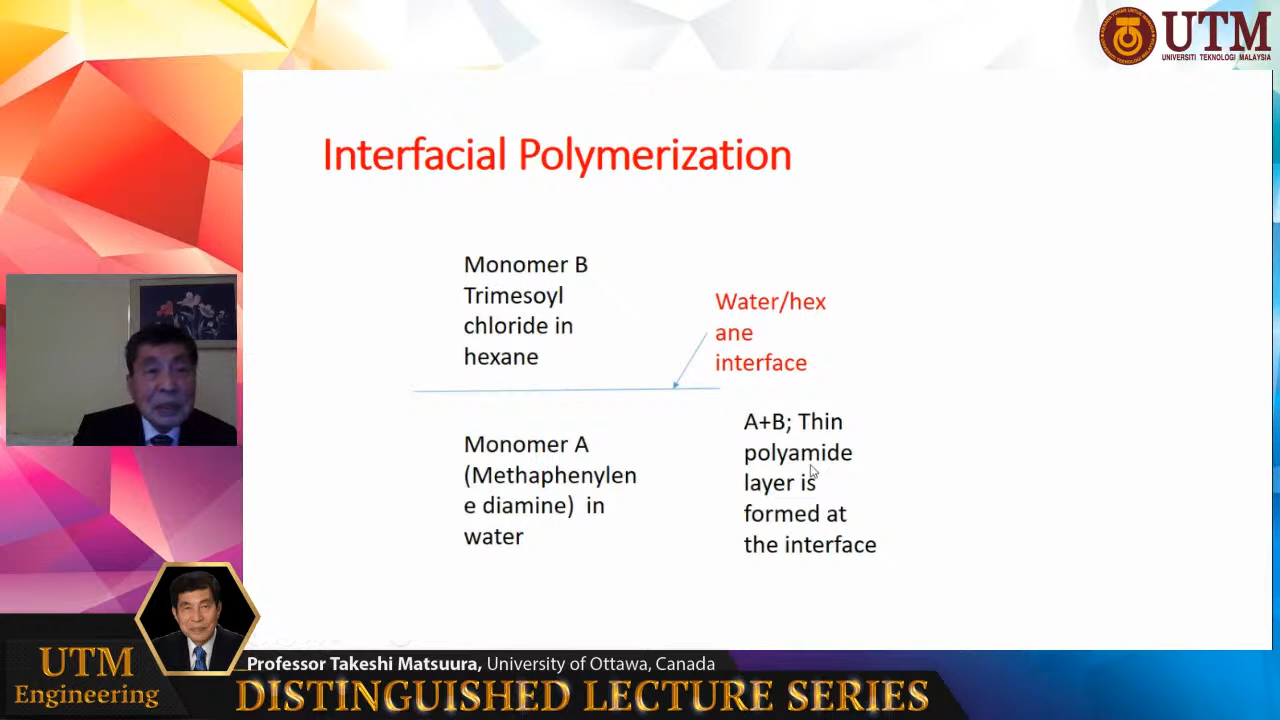 UTM
UNIVERSITI TEKNOLOGI MALAYSIA
Interfacial Polymerization
Monomer B
Trimesoyl
chloride in
hexane
Water/hex
ane
interface
Monomer A
(Methaphenylen
e diamine)  in
water
A+B; Thin
polyamide
layer is
formed at
the interface
UTM
Engineering
Professor Takeshi Matsuura, University of Ottawa, Canada
DISTINGUISHED LECTURE SERIES